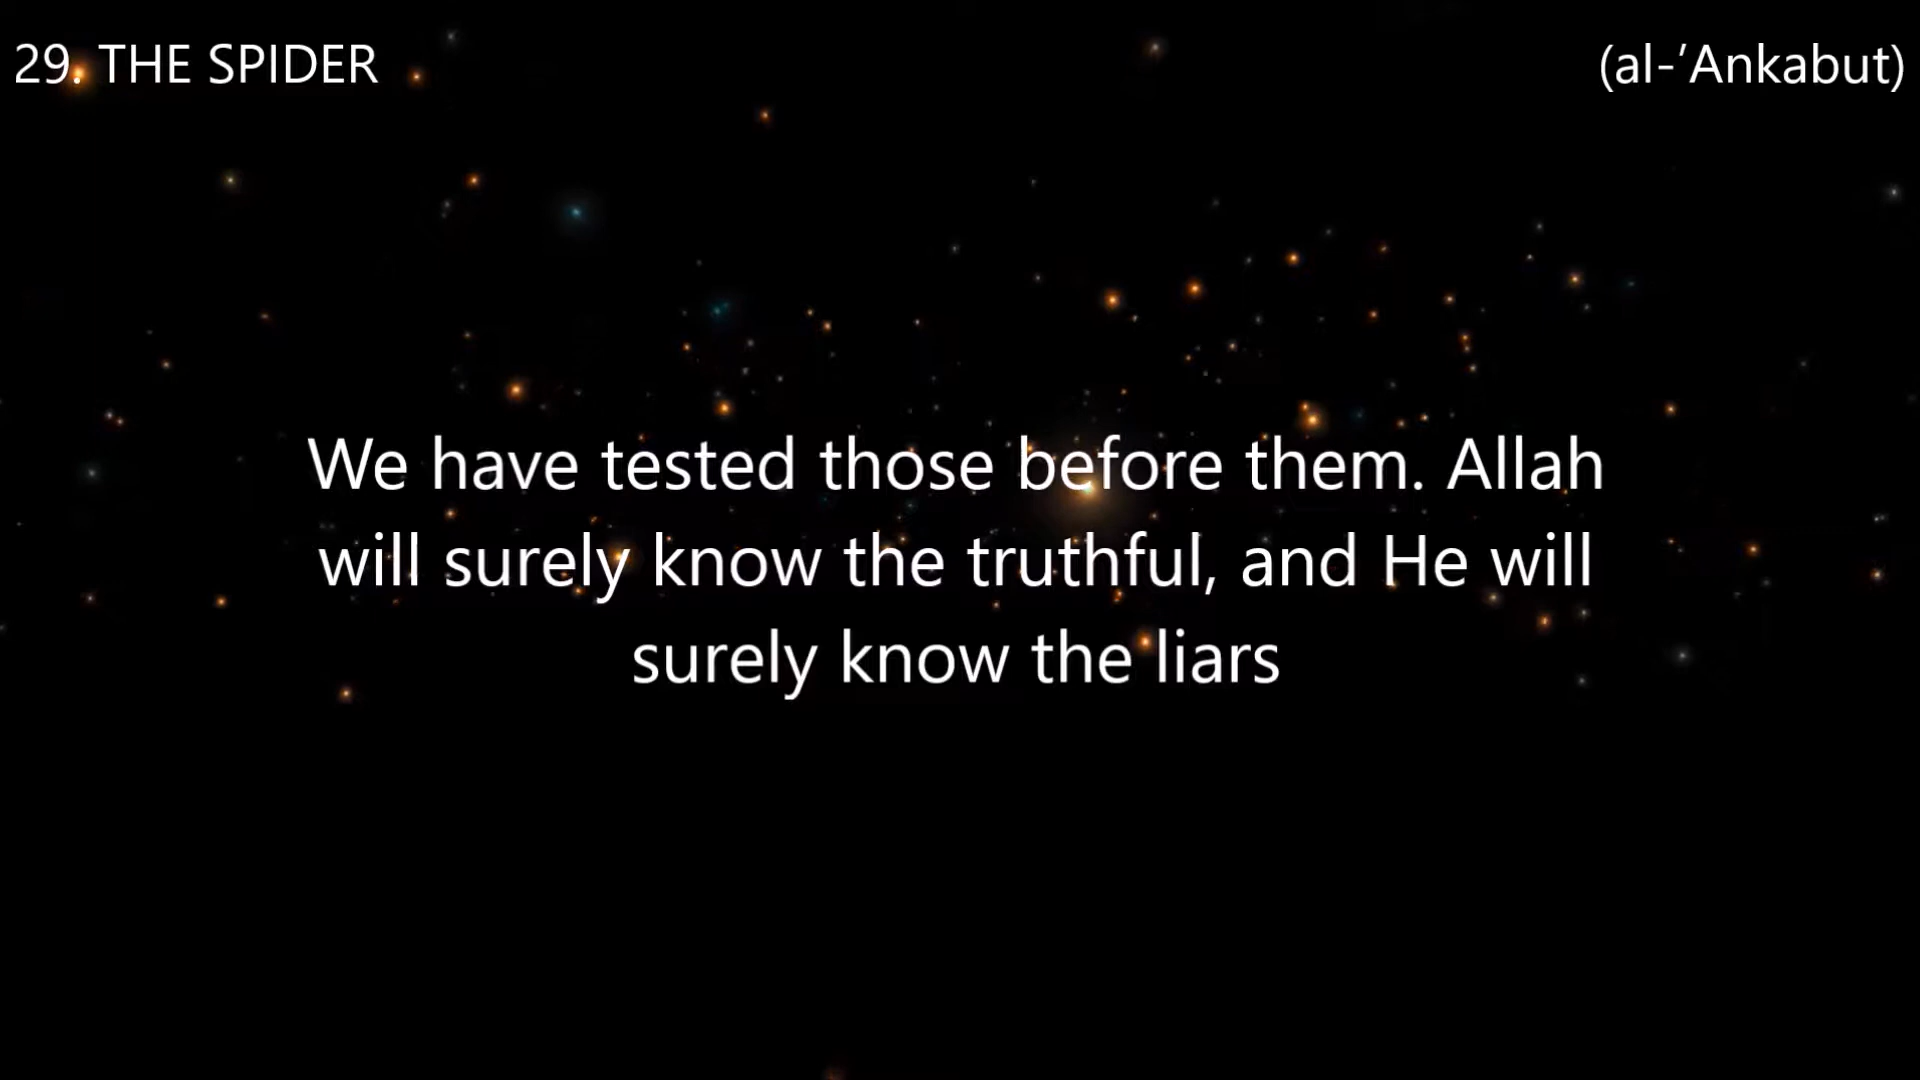 29. THE SPIDER
(al-’Ankabut)
We have tested those before them. Allah
will surely know the truthful, and He will
surely know the liars